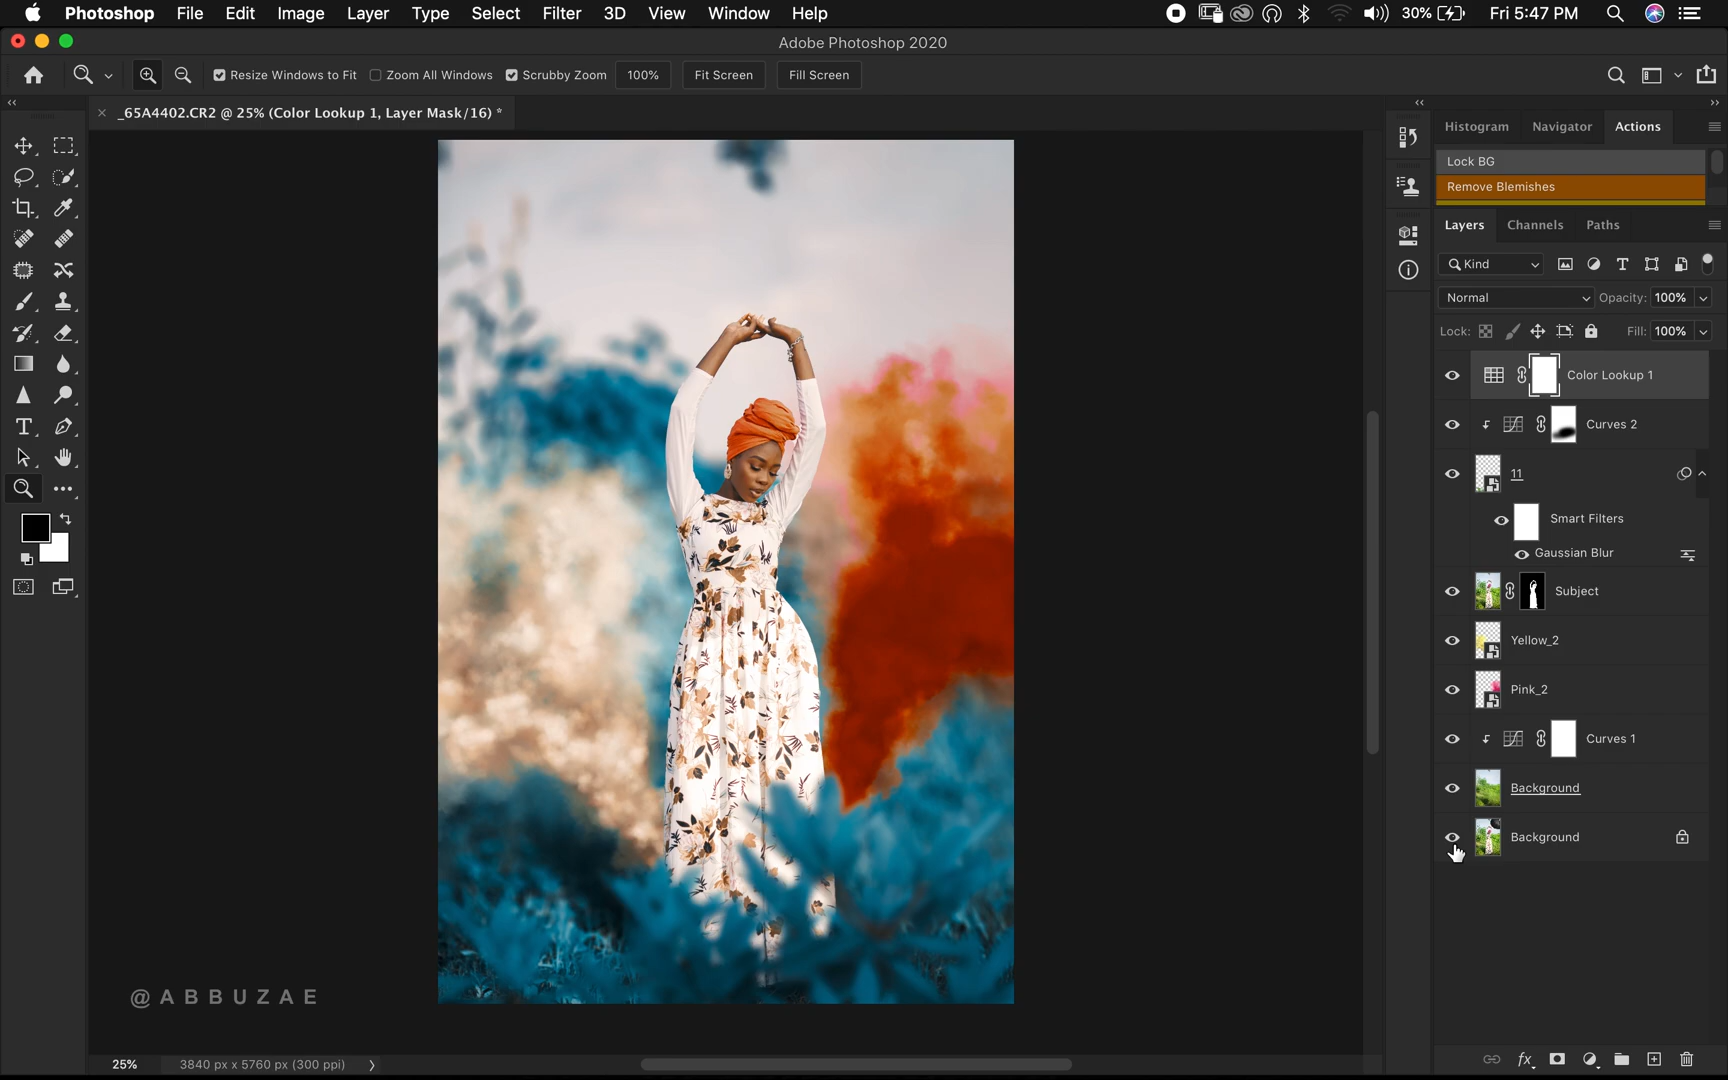 Photoshop File Edit Image Layer Type Select Filter 3D View Window Help 30% Fri 5:47 PM
Adobe Photoshop 2020
Resize Windows to Fit Zoom All Windows Scrubby Zoom 100% Fit Screen Fill Screen
_65A4402.CR2 @ 25% (Color Lookup 1, Layer Mask/16) *
Histogram Navigator Actions
Lock BG
Remove Blemishes
Layers Channels Paths
Kind
Normal Opacity: 100%
Lock: Fill: 100%
Color Lookup 1
Curves 2
11
Smart Filters
Gaussian Blur
Subject
Yellow_2
Pink_2
Curves 1
Background
Background
@ABBUZAE
25% 3840 px x 5760 px (300 ppi)